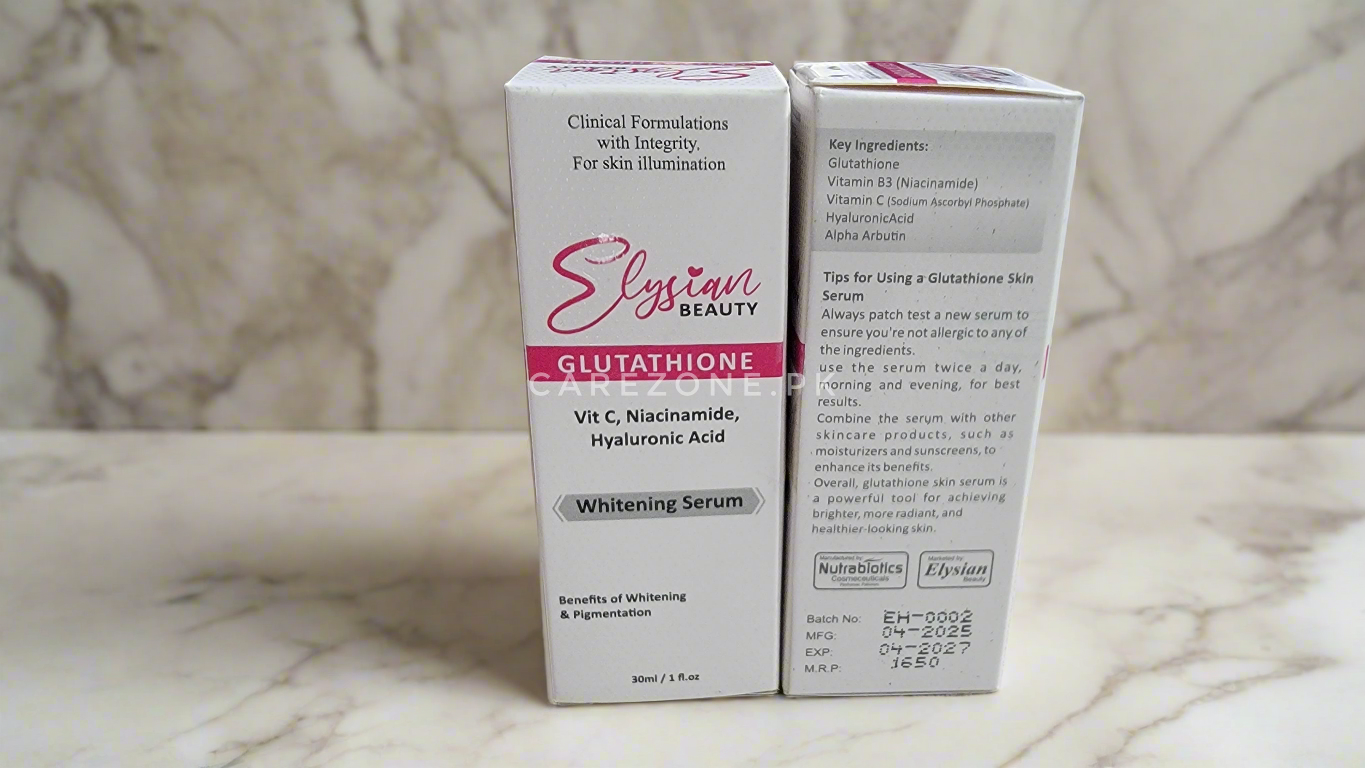 Clinical Formulations
with Integrity.
For skin illumination
Elysian
BEAUTY
GLUTATHIONE
Vit C, Niacinamide,
Hyaluronic Acid
Whitening Serum
Benefits of Whitening
& Pigmentation
30ml / 1 fl.oz
Key Ingredients:
Glutathione
Vitamin B3 (Niacinamide)
Vitamin C (Sodium Ascorbyl Phosphate)
HyaluronicAcid
Alpha Arbutin
Tips for Using a Glutathione Skin
Serum
Always patch test a new serum to
ensure you're not allergic to any of
the ingredients.
use the serum twice a day,
morning and evening, for best
results.
Combine the serum with other
skincare products, such as
moisturizers and sunscreens, to
enhance its benefits.
Overall, glutathione skin serum is
a powerful tool for achieving
brighter, more radiant, and
healthier-looking skin.
Manufactured by
Nutrabiotics
Cosmeceuticals
Marketed by:
Elysian
Beauty
Batch No: EH-0002
MFG: 04-2025
EXP: 04-2027
M.R.P: 1650
CAREZONE.PK